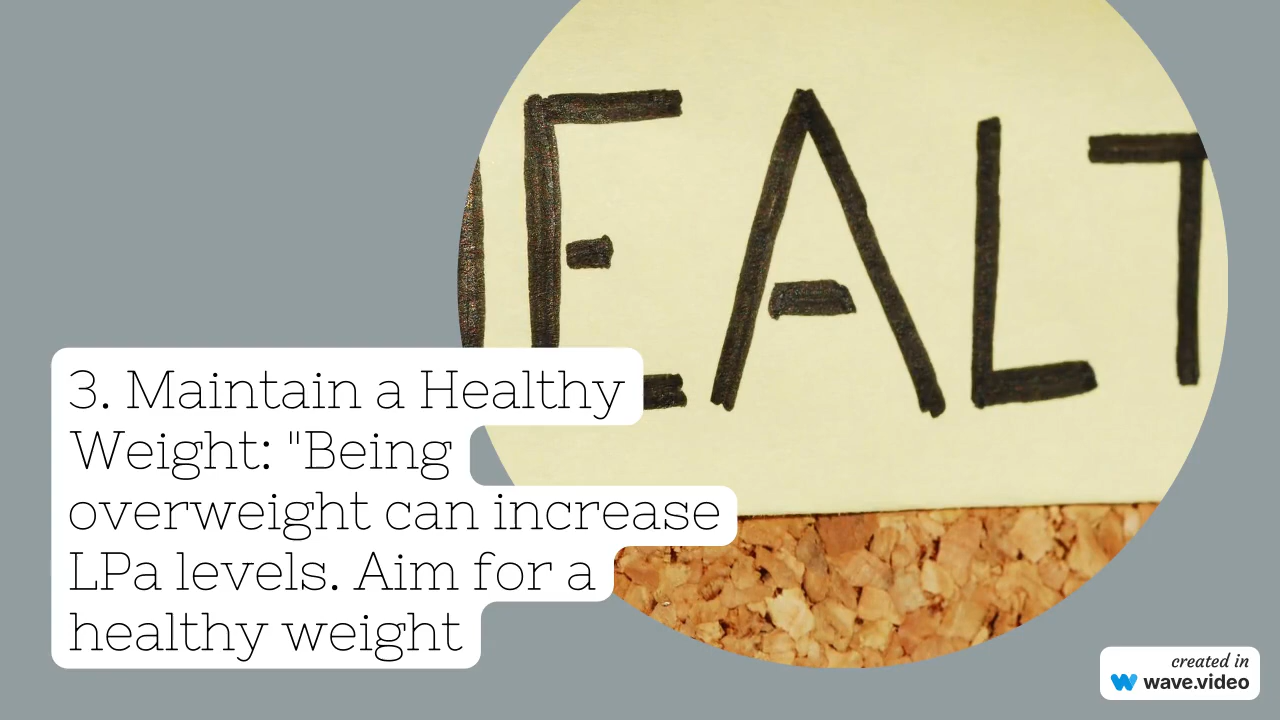 EALT
3. Maintain a Healthy
Weight: "Being
overweight can increase
LPa levels. Aim for a
healthy weight
created in
wave.video